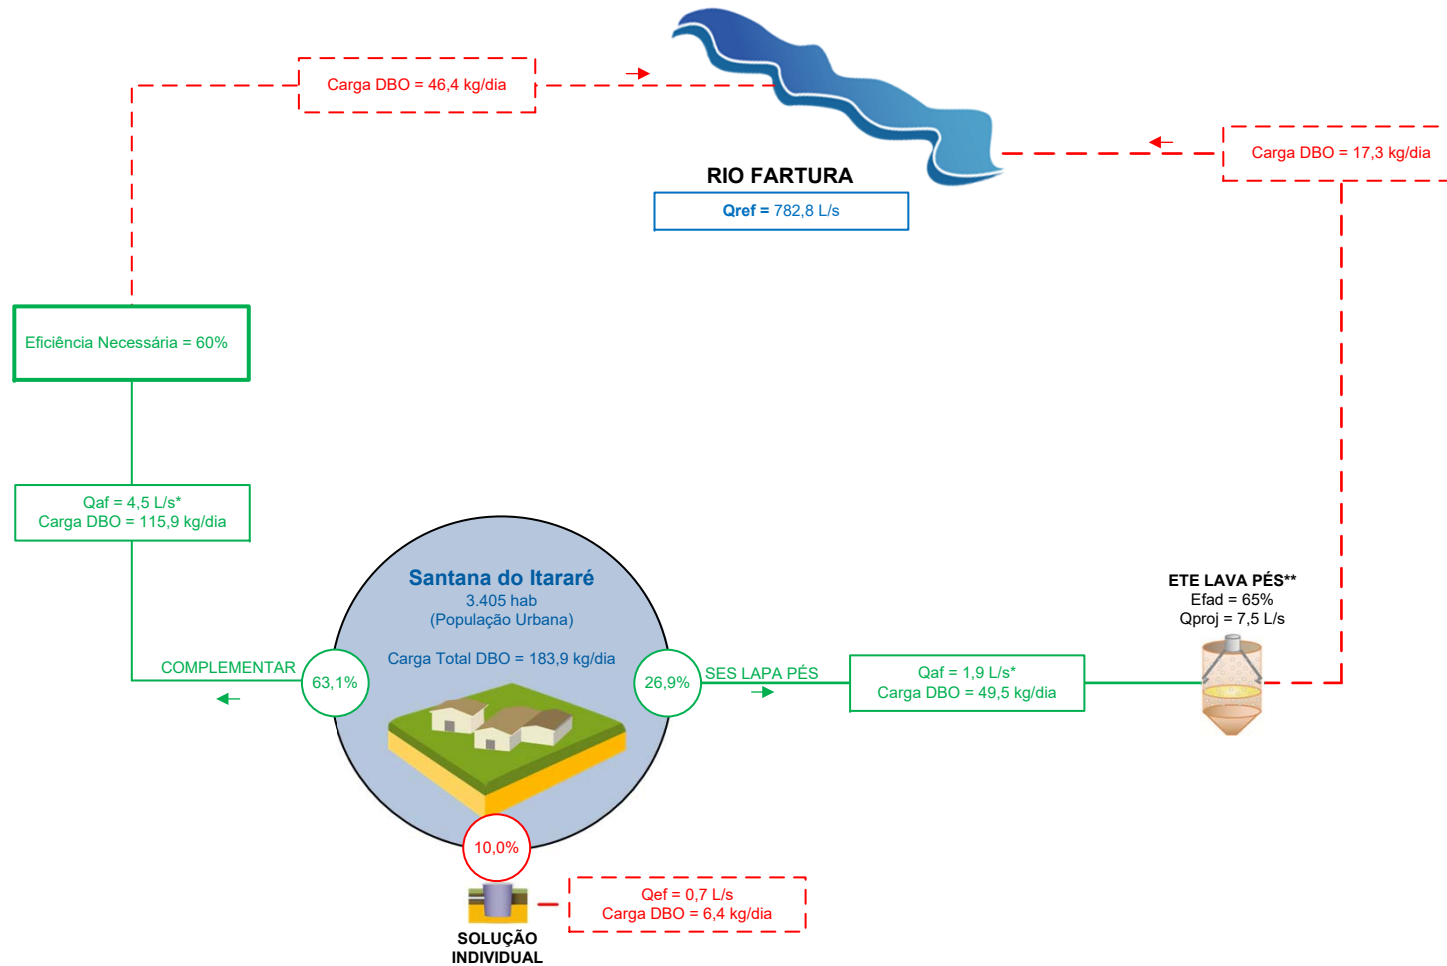 Carga DBO = 46,4 kg/dia
RIO FARTURA
Qref = 782,8 L/s
Carga DBO = 17,3 kg/dia
Eficiência Necessária = 60%
Qaf = 4,5 L/s*
Carga DBO = 115,9 kg/dia
Santana do Itararé
3.405 hab
(População Urbana)
Carga Total DBO = 183,9 kg/dia
COMPLEMENTAR
63,1%
26,9%
SES LAPA PÉS
Qaf = 1,9 L/s*
Carga DBO = 49,5 kg/dia
ETE LAVA PÉS**
Efad = 65%
Qproj = 7,5 L/s
10,0%
Qef = 0,7 L/s
Carga DBO = 6,4 kg/dia
SOLUÇÃO
INDIVIDUAL